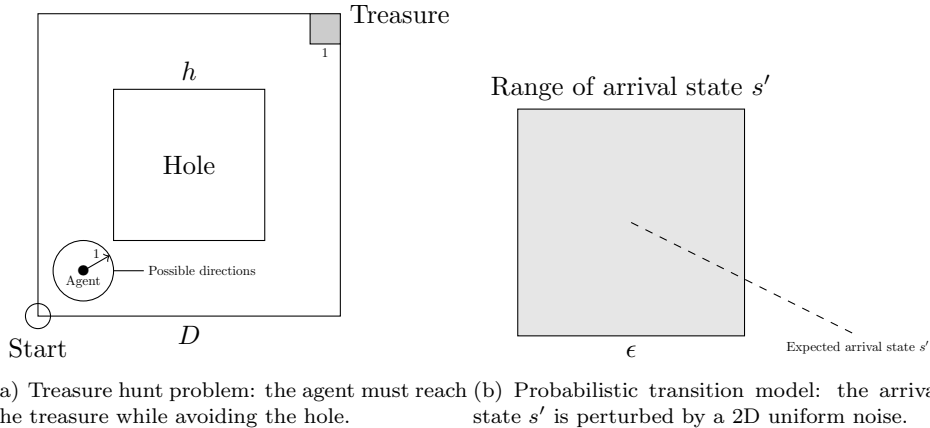 Treasure
1
h
Hole
1
Agent
Possible directions
Start
D
a) Treasure hunt problem: the agent must reach
he treasure while avoiding the hole.
Range of arrival state s′
ϵ
Expected arrival state s′
(b) Probabilistic transition model: the arriva
state s′ is perturbed by a 2D uniform noise.